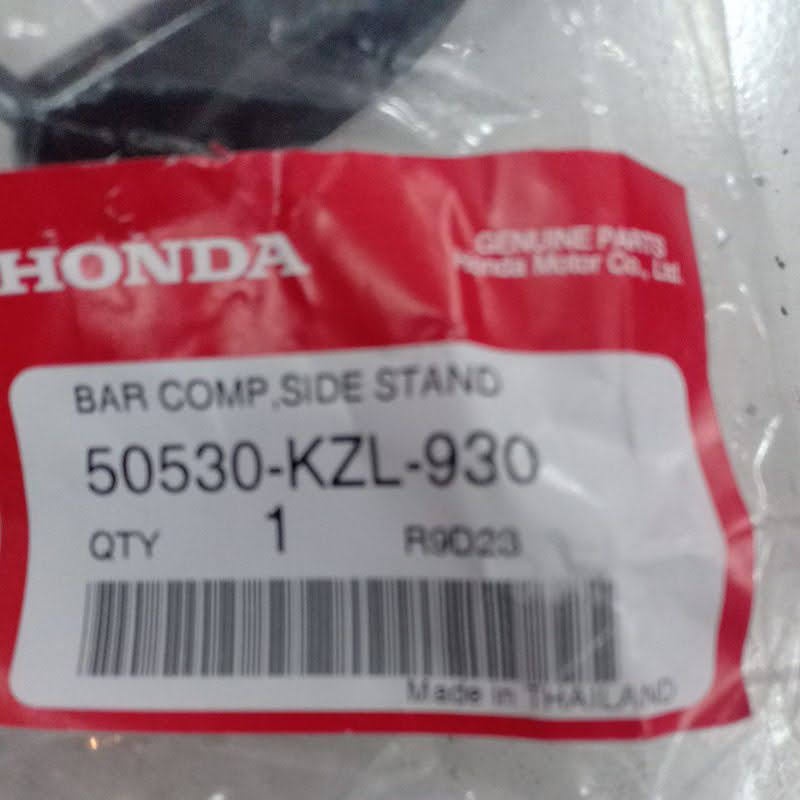 HONDA
GENUINE PARTS
Honda Motor Co., Ltd.
BAR COMP,SIDE STAND
50530-KZL-930
QTY 1 R9D23
Made in THAILAND